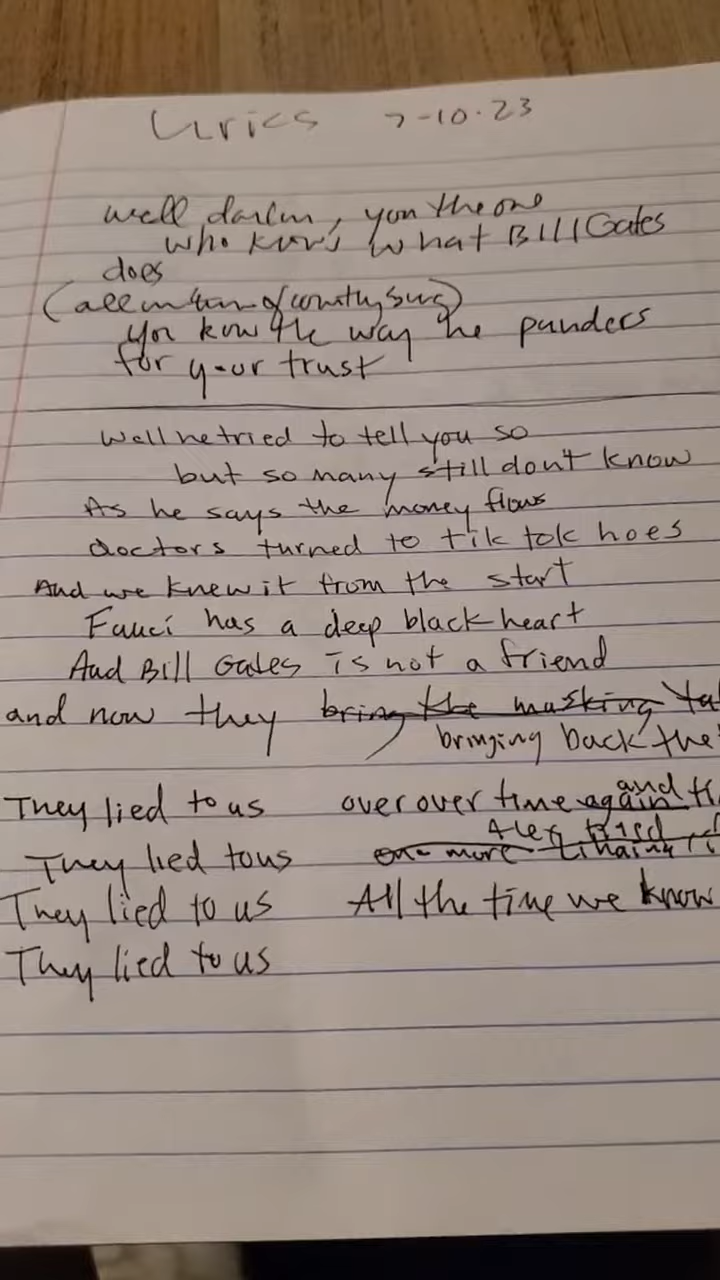 Lirics 7-10.23
well darlin, you the one
who knows what Bill Gates
does
you know the way he panders
for your trust
Well he tried to tell you so
but so many still dont know
As he says the money flows
doctors turned to tik tok hoes
And we knew it from the start
Fauci has a deep black heart
And Bill Gates is not a friend
and now they bring the masking
bringing back the
They lied to us over over time again and
Alex tried
They lied to us one more
They lied to us All the time we know
They lied to us